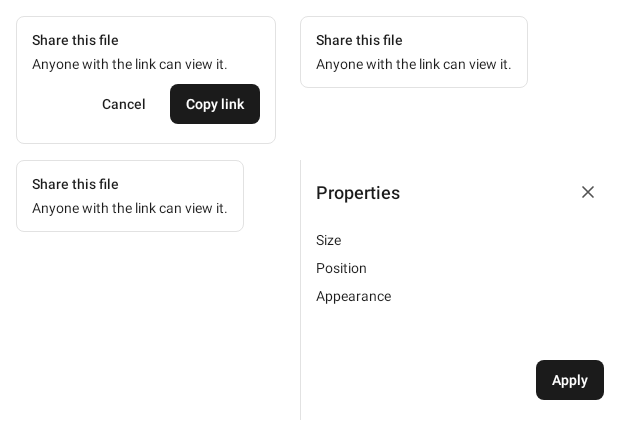 Share this file
Anyone with the link can view it.
Cancel
Copy link
Share this file
Anyone with the link can view it.
Share this file
Anyone with the link can view it.
Properties
Size
Position
Appearance
Apply